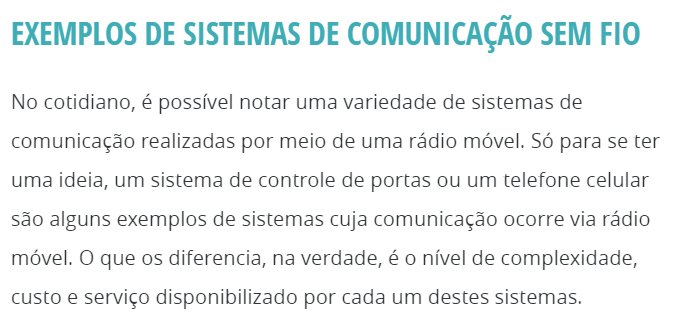 EXEMPLOS DE SISTEMAS DE COMUNICAÇÃO SEM FIO
No cotidiano, é possível notar uma variedade de sistemas de
comunicação realizadas por meio de uma rádio móvel. Só para se ter
uma ideia, um sistema de controle de portas ou um telefone celular
são alguns exemplos de sistemas cuja comunicação ocorre via rádio
móvel. O que os diferencia, na verdade, é o nível de complexidade,
custo e serviço disponibilizado por cada um destes sistemas.